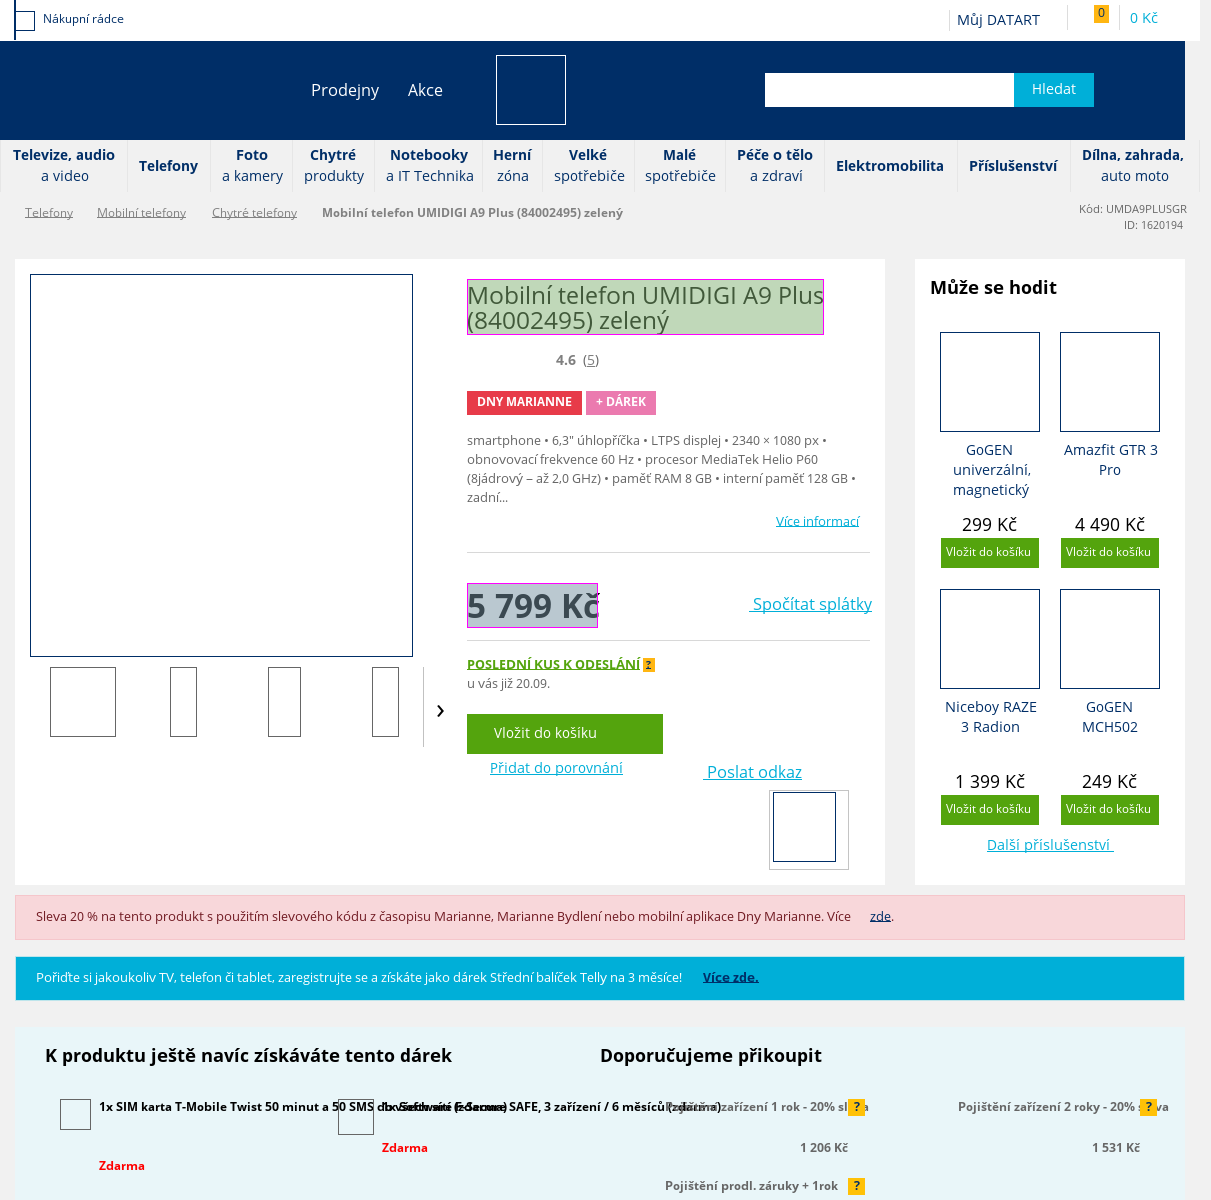 Nákupní rádce
Můj DATART
0
0 Kč
Prodejny
Akce
Hledat
Televize, audio
a video
Telefony
Foto
a kamery
Chytré
produkty
Notebooky
a IT Technika
Herní
zóna
Velké
spotřebiče
Malé
spotřebiče
Péče o tělo
a zdraví
Elektromobilita
Příslušenství
Dílna, zahrada,
auto moto
Telefony
Mobilní telefony
Chytré telefony
Mobilní telefon UMIDIGI A9 Plus (84002495) zelený
Kód: UMDA9PLUSGR
ID: 1620194
Mobilní telefon UMIDIGI A9 Plus
(84002495) zelený
4.6 (5)
DNY MARIANNE
+ DÁREK
smartphone • 6,3" úhlopříčka • LTPS displej • 2340 × 1080 px •
obnovovací frekvence 60 Hz • procesor MediaTek Helio P60
(8jádrový – až 2,0 GHz) • paměť RAM 8 GB • interní paměť 128 GB •
zadní...
Více informací
5 799 Kč
Spočítat splátky
POSLEDNÍ KUS K ODESLÁNÍ ?
u vás již 20.09.
Vložit do košíku
Přidat do porovnání
Poslat odkaz
Může se hodit
GoGEN
univerzální,
magnetický
299 Kč
Vložit do košíku
Amazfit GTR 3
Pro
4 490 Kč
Vložit do košíku
Niceboy RAZE
3 Radion
1 399 Kč
Vložit do košíku
GoGEN
MCH502
249 Kč
Vložit do košíku
Další příslušenství
Sleva 20 % na tento produkt s použitím slevového kódu z časopisu Marianne, Marianne Bydlení nebo mobilní aplikace Dny Marianne. Více zde.
Pořiďte si jakoukoliv TV, telefon či tablet, zaregistrujte se a získáte jako dárek Střední balíček Telly na 3 měsíce! Více zde.
K produktu ještě navíc získáváte tento dárek
1x SIM karta T-Mobile Twist 50 minut a 50 SMS do všech sítí (zdarma)
Zdarma
1x Software F-Secure SAFE, 3 zařízení / 6 měsíců (zdarma)
Zdarma
Doporučujeme přikoupit
Pojištění zařízení 1 rok - 20% sleva
?
1 206 Kč
Pojištění zařízení 2 roky - 20% sleva
?
1 531 Kč
Pojištění prodl. záruky + 1rok
?